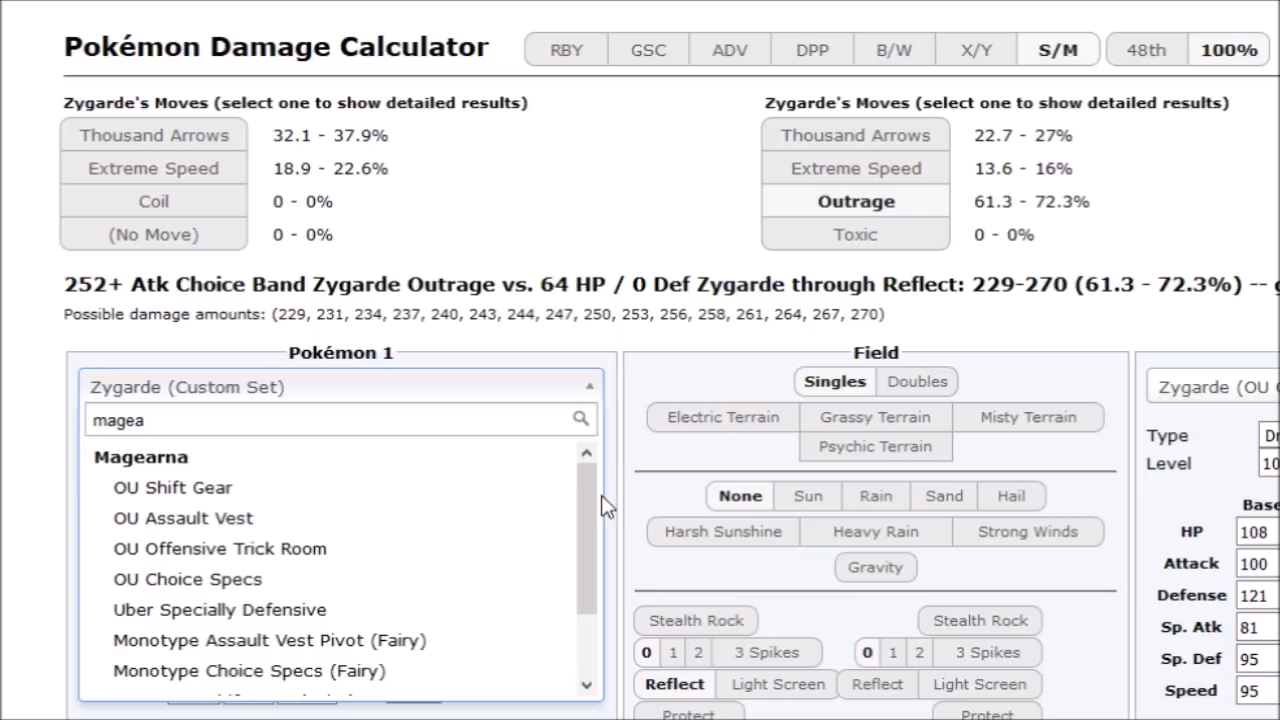 Pokémon Damage Calculator RBY GSC ADV DPP B/W X/Y S/M 48th 100%
Zygarde's Moves (select one to show detailed results) Zygarde's Moves (select one to show detailed results)
Thousand Arrows 32.1 - 37.9% Thousand Arrows 22.7 - 27%
Extreme Speed 18.9 - 22.6% Extreme Speed 13.6 - 16%
Coil 0 - 0% Outrage 61.3 - 72.3%
(No Move) 0 - 0% Toxic 0 - 0%
252+ Atk Choice Band Zygarde Outrage vs. 64 HP / 0 Def Zygarde through Reflect: 229-270 (61.3 - 72.3%) --
Possible damage amounts: (229, 231, 234, 237, 240, 243, 244, 247, 250, 253, 256, 258, 261, 264, 267, 270)
Pokémon 1 Field
Zygarde (Custom Set) Singles Doubles Zygarde (OU
magea Electric Terrain Grassy Terrain Misty Terrain
Psychic Terrain Type
Magearna Level 10
OU Shift Gear None Sun Rain Sand Hail Base
OU Assault Vest Harsh Sunshine Heavy Rain Strong Winds HP 108
OU Offensive Trick Room Gravity Attack 100
OU Choice Specs Defense 121
Uber Specially Defensive Stealth Rock Stealth Rock Sp. Atk 81
Monotype Assault Vest Pivot (Fairy) 0 1 2 3 Spikes 0 1 2 3 Spikes Sp. Def 95
Monotype Choice Specs (Fairy) Reflect Light Screen Reflect Light Screen Speed 95
Protect Protect